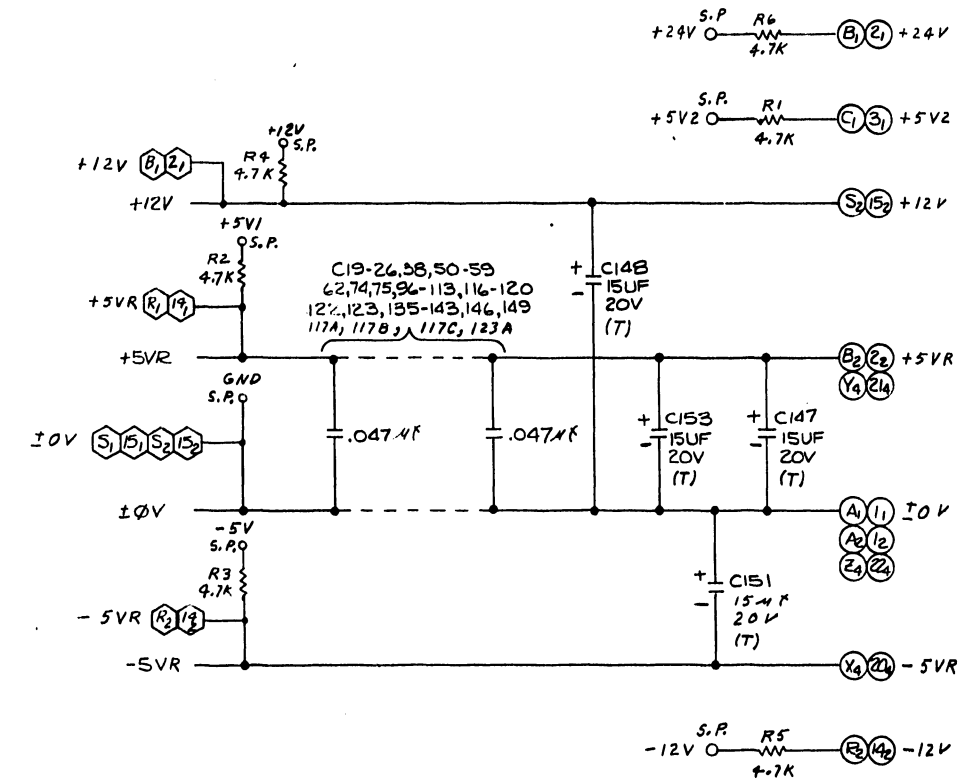 S.P R6
+24V B1 21 +24V
4.7K
S.P. R1
+5V2 C1 31 +5V2
4.7K
+12V
S.P.
R4
4.7K
+12V B1 21
+12V S2 152 +12V
+5V1
S.P.
R2
4.7K
C19-26,38,50-59
62,74,75,96-113,116-120
122,123,135-143,146,149
117A, 117B, 117C, 123A
+ C148
- 15UF
20V
(T)
+5VR R1 141
+5VR B2 22 +5VR
Y4 214
GND
S.P.
±0V S1 151 S2 152
.047µf
.047µf
+ C153
- 15UF
20V
(T)
+ C147
- 15UF
20V
(T)
±0V A1 11 ±0V
A2 12
Z4 224
-5V
S.P.
R3
4.7K
+ C151
- 15µf
20V
(T)
-5VR R2 142
-5VR X4 204 -5VR
S.P. R5
-12V R2 142 -12V
4.7K